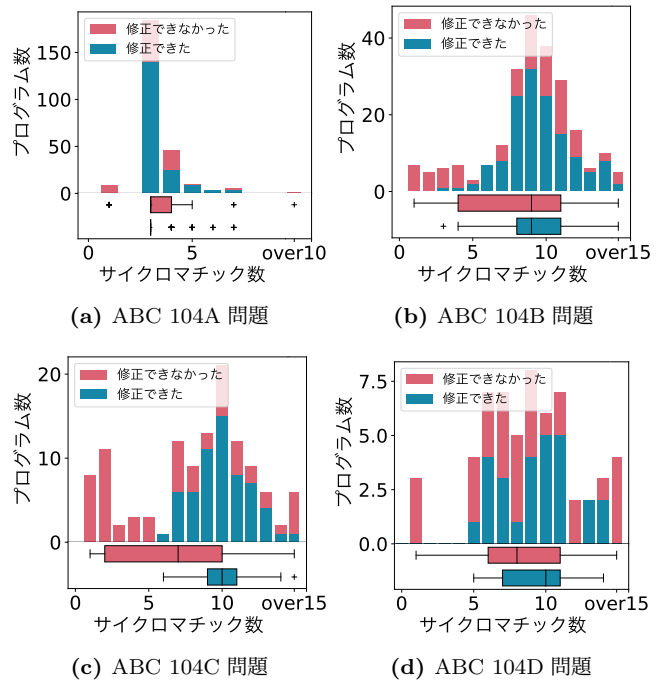 修正できなかった
修正できた
プログラム数
150
100
50
0
0
5
over10
サイクロマチック数
(a) ABC 104A 問題
修正できなかった
修正できた
プログラム数
40
20
0
0
5
10
over15
サイクロマチック数
(b) ABC 104B 問題
修正できなかった
修正できた
プログラム数
20
10
0
0
5
10
over15
サイクロマチック数
(c) ABC 104C 問題
修正できなかった
修正できた
プログラム数
7.5
5.0
2.5
0.0
0
5
10
over15
サイクロマチック数
(d) ABC 104D 問題